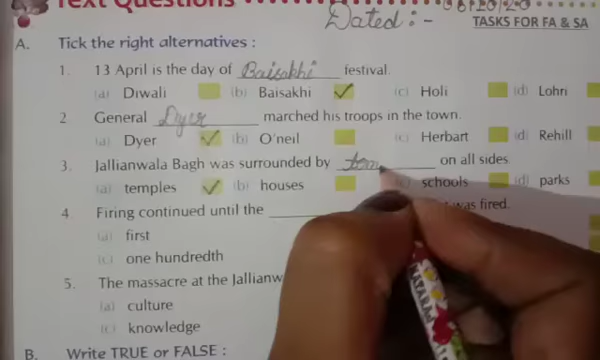 Text Questions
Dated:-
TASKS FOR FA & SA
A. Tick the right alternatives :
1. 13 April is the day of Baisakhi festival.
(a) Diwali (b) Baisakhi (c) Holi (d) Lohri
2 General Dyer marched his troops in the town.
(a) Dyer (b) O'neil (c) Herbart (d) Rehill
3. Jallianwala Bagh was surrounded by tem on all sides
(a) temples (b) houses (c) schools (d) parks
4. Firing continued until the was fired.
(a) first
(c) one hundredth
5. The massacre at the Jallianw
(a) culture
(c) knowledge
B. Write TRUE or FALSE :
NATARAJ